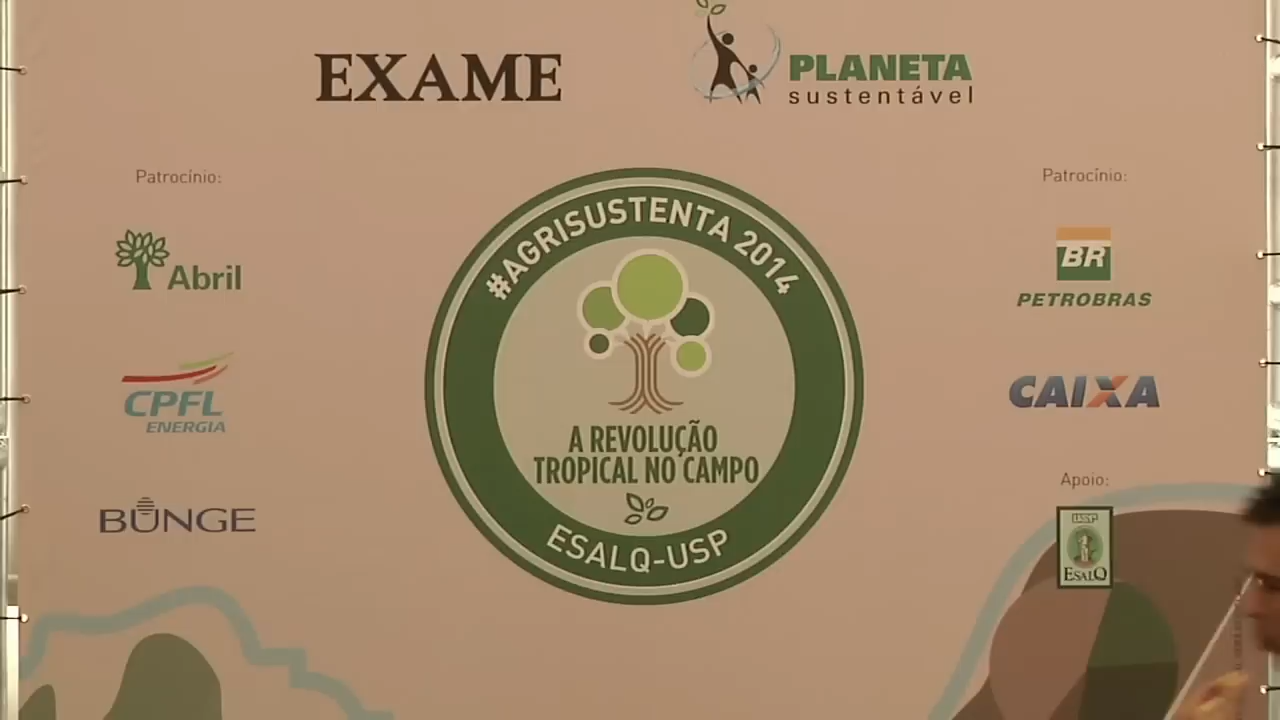 EXAME
PLANETA
sustentável
Patrocínio:
Abril
CPFL
ENERGIA
BUNGE
#AGRISUSTENTA 2014
A REVOLUÇÃO
TROPICAL NO CAMPO
ESALQ-USP
Patrocínio:
BR
PETROBRAS
CAIXA
Apoio:
ESALQ